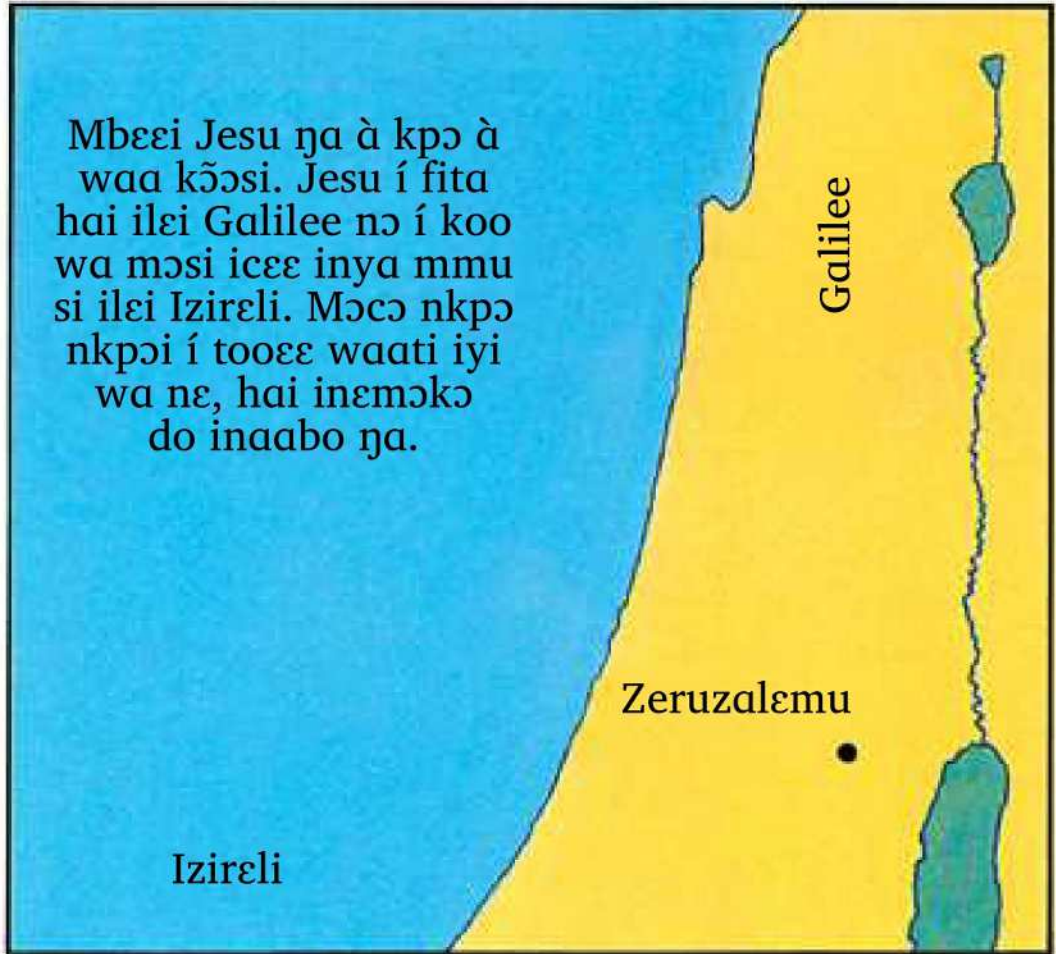 Mbɛɛi Jesu ŋa à kpɔ à
waa kɔ̃ɔsi. Jesu í fita
hai ilɛi Galilee nɔ í koo
wa mɔsi icɛɛ inya mmu
si ilɛi Izirɛli. Mɔcɔ nkpɔ
nkpɔi í tooɛɛ waati iyi
wa nɛ, hai inɛmɔkɔ
do inaabo ŋa.
Galilee
Zeruzalɛmu
Izirɛli